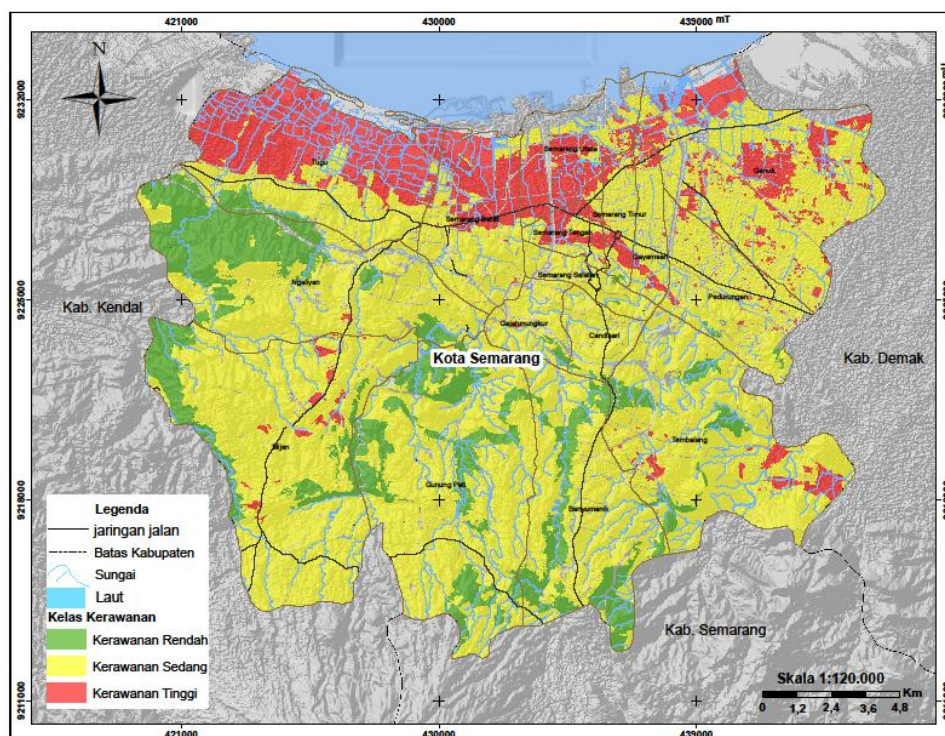 421000
430000
439000 mT
N
9232000
Tugu
Semarang Utara
Genuk
Semarang Barat
Semarang Timur
Semarang Tengah
Gayamsari
Ngaliyan
Semarang Selatan
Pedurungan
9225000
Kab. Kendal
Gajahmungkur
Candisari
Kota Semarang
Kab. Demak
Mijen
Tembalang
Gunung Pati
Banyumanik
9218000
Legenda
jaringan jalan
Batas Kabupaten
Sungai
Laut
Kelas Kerawanan
Kerawanan Rendah
Kerawanan Sedang
Kerawanan Tinggi
Kab. Semarang
Skala 1:120.000
Km
0 1,2 2,4 3,6 4,8
9211000
421000
430000
439000